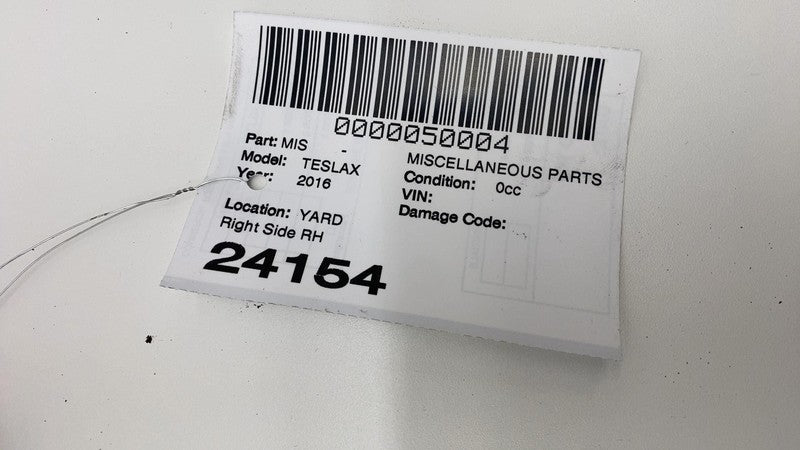 0000050004
Part: MIS - MISCELLANEOUS PARTS
Model: TESLAX Condition: 0cc
Year: 2016 VIN:
Location: YARD Damage Code:
Right Side RH
24154